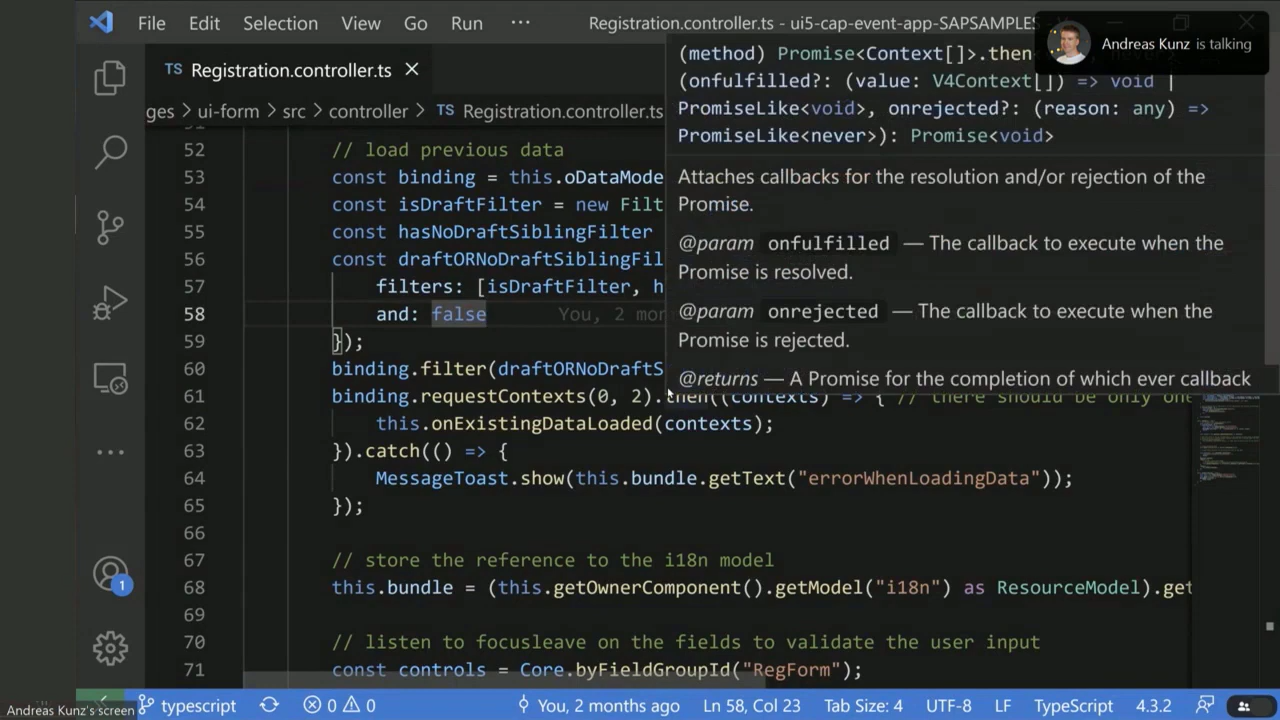 File Edit Selection View Go Run ··· Registration.controller.ts - ui5-cap-event-app-SAPSAMPLES
Andreas Kunz is talking
TS Registration.controller.ts
ges > ui-form > src > controller > TS Registration.controller.ts
(method) Promise<Context[]>.then
(onfulfilled?: (value: V4Context[]) => void |
PromiseLike<void>, onrejected?: (reason: any) =>
PromiseLike<never>): Promise<void>
Attaches callbacks for the resolution and/or rejection of the
Promise.
@param onfulfilled — The callback to execute when the
Promise is resolved.
@param onrejected — The callback to execute when the
Promise is rejected.
@returns — A Promise for the completion of which ever callback
52 // load previous data
53 const binding = this.oDataMode
54 const isDraftFilter = new Filt
55 const hasNoDraftSiblingFilter
56 const draftORNoDraftSiblingFil
57 filters: [isDraftFilter, h
58 and: false You, 2 mon
59 });
60 binding.filter(draftORNoDraftS
61 binding.requestContexts(0, 2).then((contexts) => { // there should be only one
62 this.onExistingDataLoaded(contexts);
63 }).catch(() => {
64 MessageToast.show(this.bundle.getText("errorWhenLoadingData"));
65 });
66
67 // store the reference to the i18n model
68 this.bundle = (this.getOwnerComponent().getModel("i18n") as ResourceModel).get
69
70 // listen to focusleave on the fields to validate the user input
71 const controls = Core.byFieldGroupId("RegForm");
1
Andreas Kunz's screen
typescript 0 0 You, 2 months ago Ln 58, Col 23 Tab Size: 4 UTF-8 LF TypeScript 4.3.2